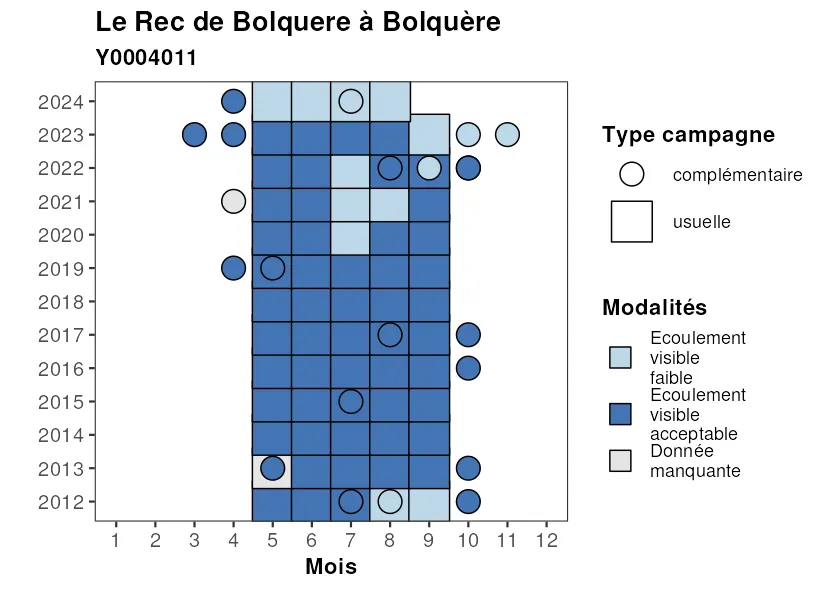 Le Rec de Bolquere à Bolquère
Y0004011
2024
2023
2022
2021
2020
2019
2018
2017
2016
2015
2014
2013
2012
1 2 3 4 5 6 7 8 9 10 11 12
Mois
Type campagne
complémentaire
usuelle
Modalités
Ecoulement
visible
faible
Ecoulement
visible
acceptable
Donnée
manquante